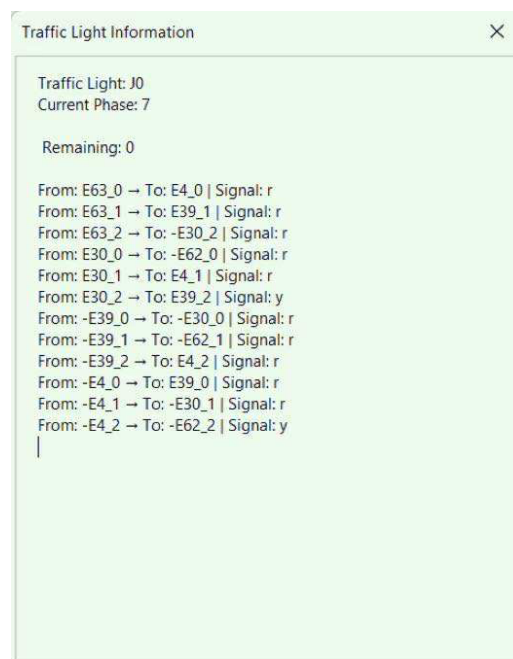 Traffic Light Information
Traffic Light: J0
Current Phase: 7
Remaining: 0
From: E63_0 → To: E4_0 | Signal: r
From: E63_1 → To: E39_1 | Signal: r
From: E63_2 → To: -E30_2 | Signal: r
From: E30_0 → To: -E62_0 | Signal: r
From: E30_1 → To: E4_1 | Signal: r
From: E30_2 → To: E39_2 | Signal: y
From: -E39_0 → To: -E30_0 | Signal: r
From: -E39_1 → To: -E62_1 | Signal: r
From: -E39_2 → To: E4_2 | Signal: r
From: -E4_0 → To: E39_0 | Signal: r
From: -E4_1 → To: -E30_1 | Signal: r
From: -E4_2 → To: -E62_2 | Signal: y